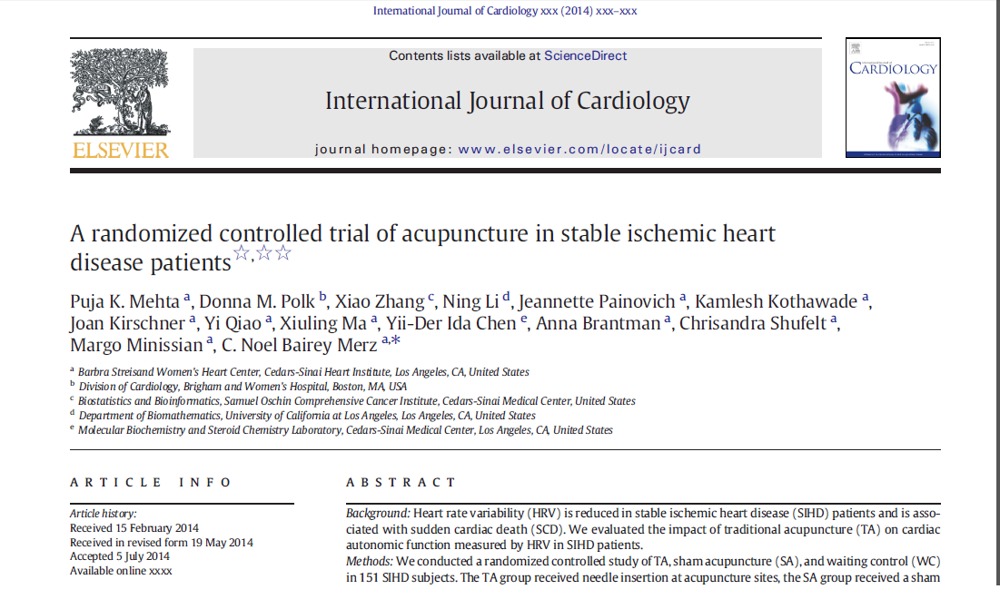 International Journal of Cardiology xxx (2014) xxx–xxx
Contents lists available at ScienceDirect
International Journal of Cardiology
journal homepage: www.elsevier.com/locate/ijcard
ELSEVIER
CARDIOLOGY
A randomized controlled trial of acupuncture in stable ischemic heart
disease patients☆,☆☆
Puja K. Mehta a, Donna M. Polk b, Xiao Zhang c, Ning Li d, Jeannette Painovich a, Kamlesh Kothawade a,
Joan Kirschner a, Yi Qiao a, Xiuling Ma a, Yii-Der Ida Chen e, Anna Brantman a, Chrisandra Shufelt a,
Margo Minissian a, C. Noel Bairey Merz a,*
a Barbra Streisand Women's Heart Center, Cedars-Sinai Heart Institute, Los Angeles, CA, United States
b Division of Cardiology, Brigham and Women's Hospital, Boston, MA, USA
c Biostatistics and Bioinformatics, Samuel Oschin Comprehensive Cancer Institute, Cedars-Sinai Medical Center, United States
d Department of Biomathematics, University of California at Los Angeles, Los Angeles, CA, United States
e Molecular Biochemistry and Steroid Chemistry Laboratory, Cedars-Sinai Medical Center, Los Angeles, CA, United States
ARTICLE INFO
Article history:
Received 15 February 2014
Received in revised form 19 May 2014
Accepted 5 July 2014
Available online xxxx
ABSTRACT
Background: Heart rate variability (HRV) is reduced in stable ischemic heart disease (SIHD) patients and is asso-
ciated with sudden cardiac death (SCD). We evaluated the impact of traditional acupuncture (TA) on cardiac
autonomic function measured by HRV in SIHD patients.
Methods: We conducted a randomized controlled study of TA, sham acupuncture (SA), and waiting control (WC)
in 151 SIHD subjects. The TA group received needle insertion at acupuncture sites, the SA group received a sham